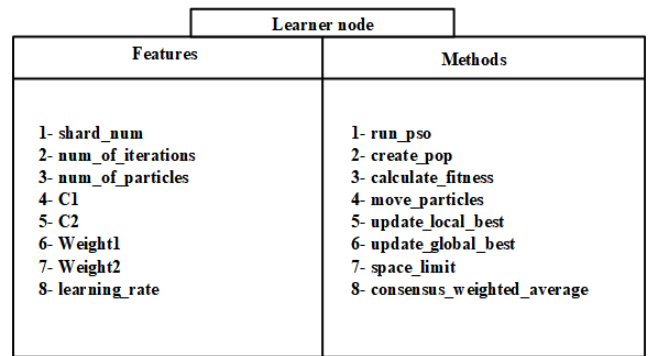 Learner node
Features
Methods
1- shard_num
2- num_of_iterations
3- num_of_particles
4- C1
5- C2
6- Weight1
7- Weight2
8- learning_rate
1- run_pso
2- create_pop
3- calculate_fitness
4- move_particles
5- update_local_best
6- update_global_best
7- space_limit
8- consensus_weighted_average